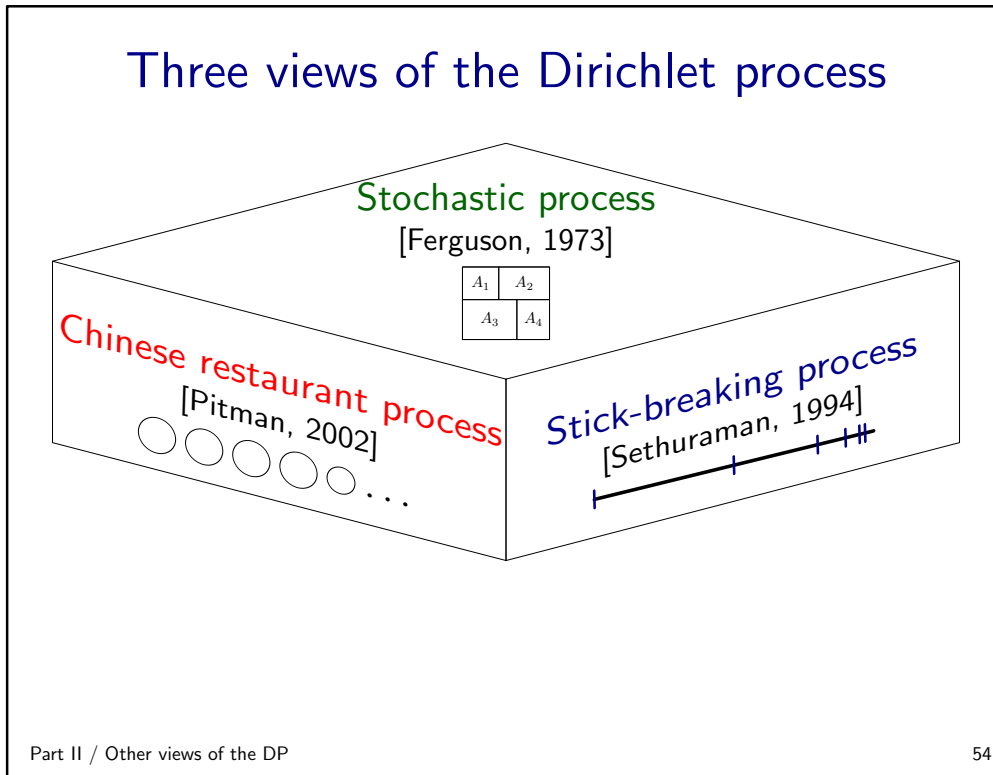 Three views of the Dirichlet process
Stochastic process
[Ferguson, 1973]
A₁ A₂
A₃ A₄
Chinese restaurant process
[Pitman, 2002]
...
Stick-breaking process
[Sethuraman, 1994]
Part II / Other views of the DP 54